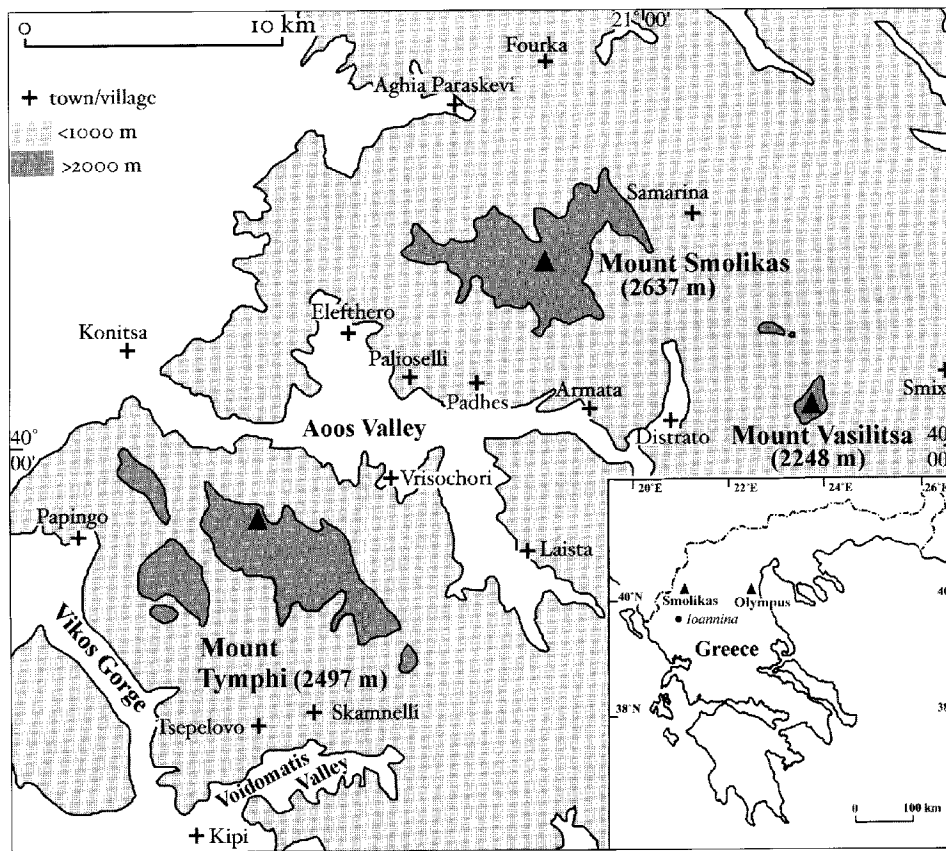 0
10 km
21°00'
Fourka
Aghia Paraskevi
town/village
<1000 m
>2000 m
Samarina
Mount Smolikas
(2637 m)
Elefthero
Konitsa
Palioselli
Padhes
Armata
Smix
Aoos Valley
Distrato
Mount Vasilitsa
(2248 m)
40°
00'
40
00
Vrisochori
Papingo
Laista
Vikos Gorge
Mount
Tymphi (2497 m)
Skamnelli
Tsepelovo
Voidomatis
Valley
Kipi
20°E
22°E
24°E
26°E
40°N
40
Smolikas
Olympus
Ioannina
Greece
38°N
38
0
100 km